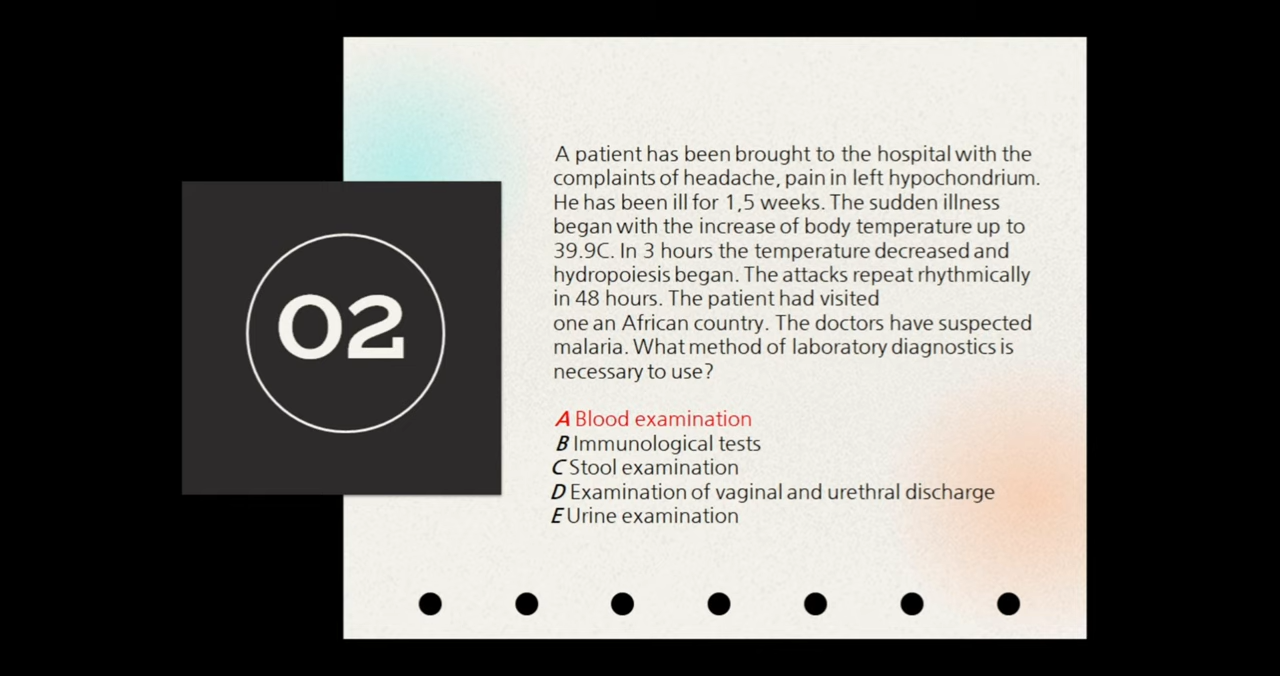 02
A patient has been brought to the hospital with the
complaints of headache, pain in left hypochondrium.
He has been ill for 1,5 weeks. The sudden illness
began with the increase of body temperature up to
39.9C. In 3 hours the temperature decreased and
hydropoiesis began. The attacks repeat rhythmically
in 48 hours. The patient had visited
one an African country. The doctors have suspected
malaria. What method of laboratory diagnostics is
necessary to use?
A Blood examination
B Immunological tests
C Stool examination
D Examination of vaginal and urethral discharge
E Urine examination